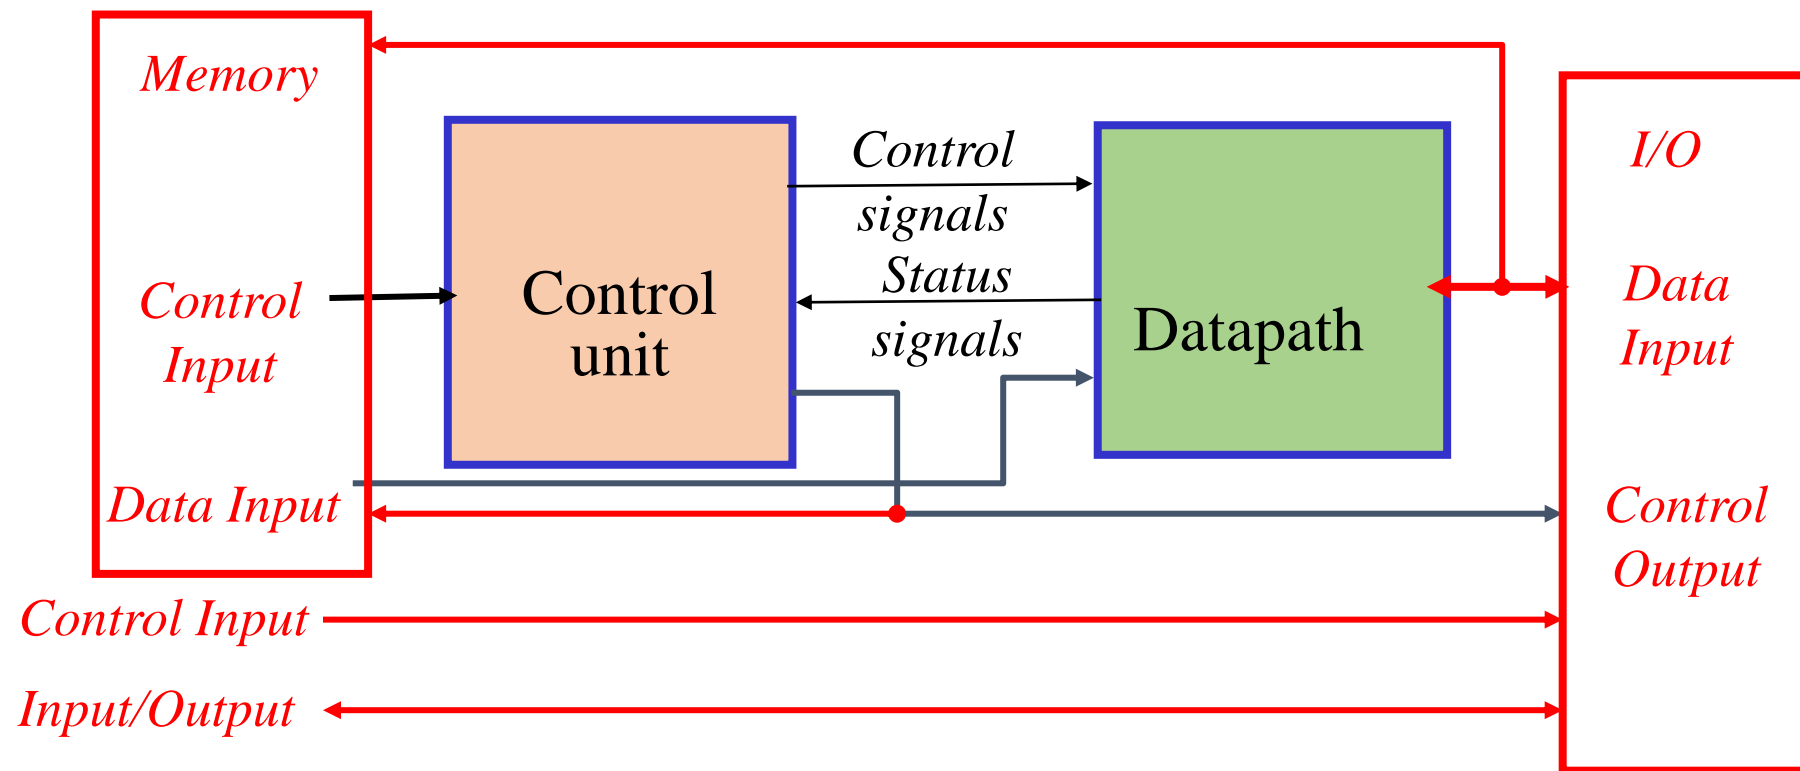 Memory
Control
Input
Data Input
Control
unit
Control
signals
Status
signals
Datapath
I/O
Data
Input
Control
Output
Control Input
Input/Output